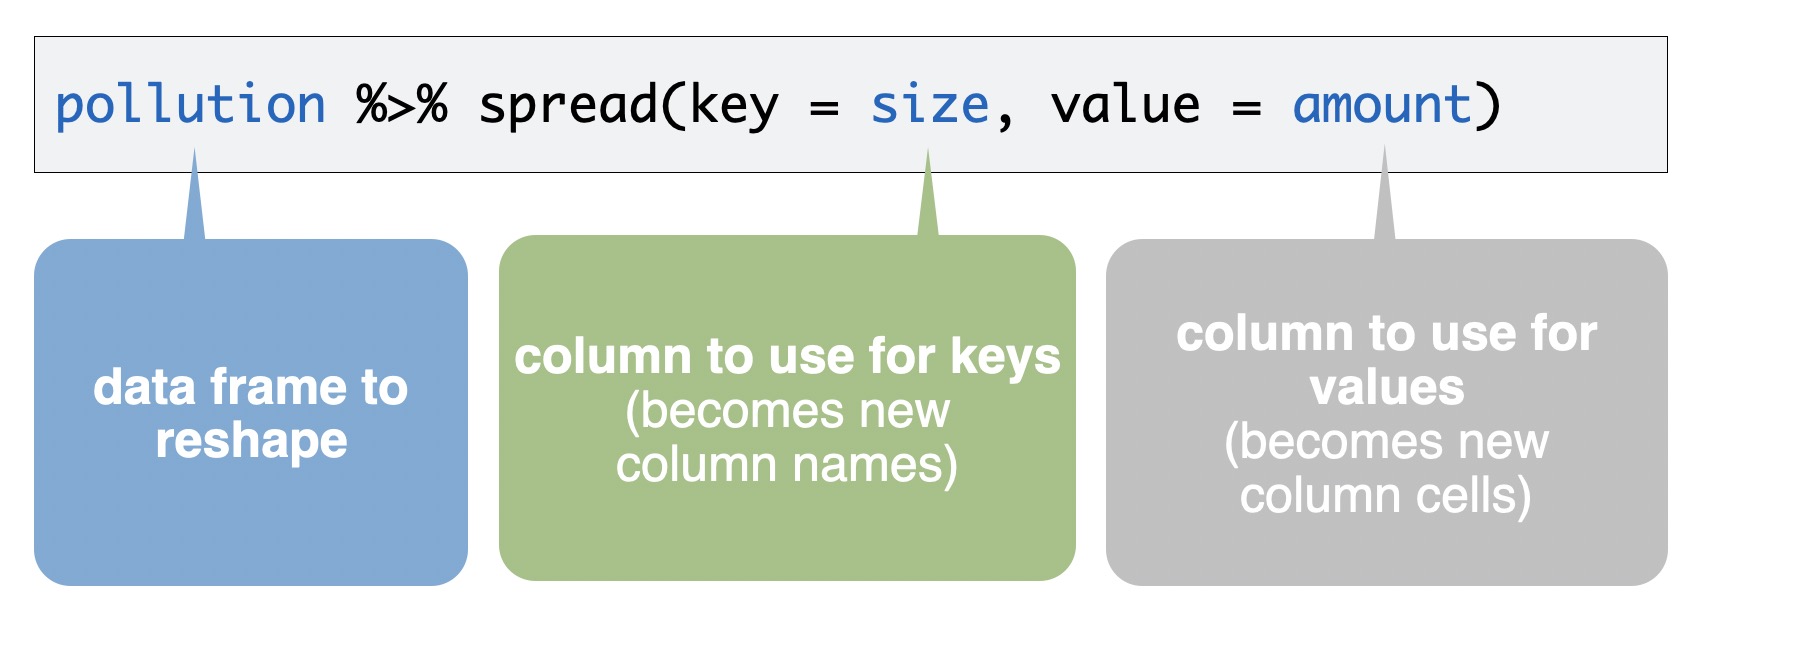 pollution %>% spread(key = size, value = amount)
data frame to
reshape
column to use for keys
(becomes new
column names)
column to use for
values
(becomes new
column cells)